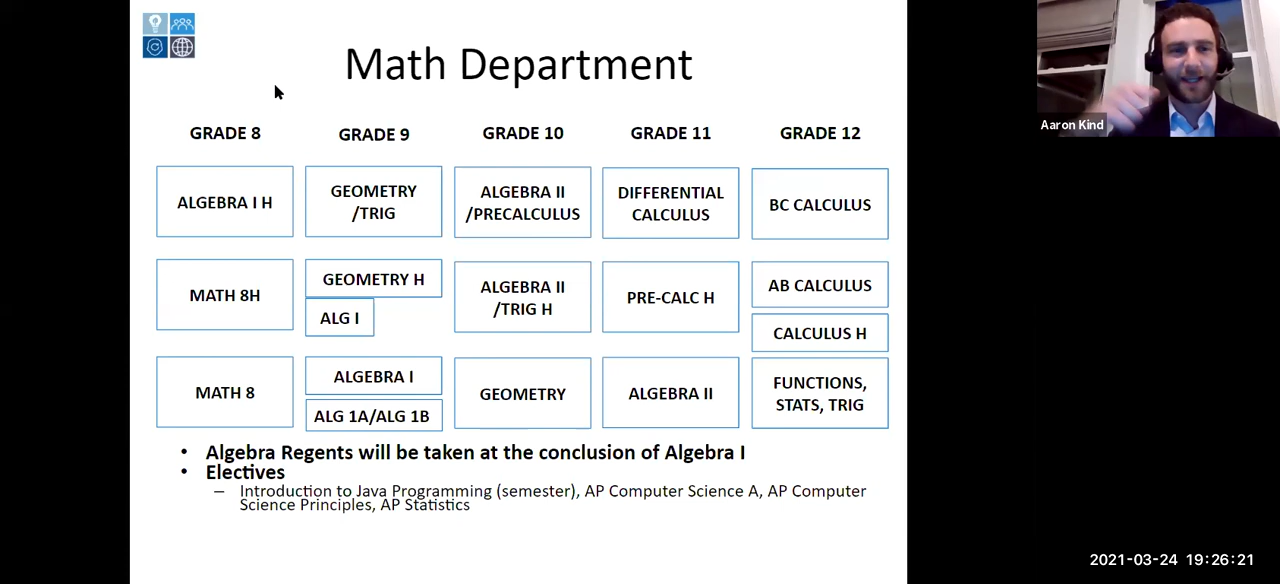 Math Department
Aaron Kind
GRADE 8
GRADE 9
GRADE 10
GRADE 11
GRADE 12
ALGEBRA I H
GEOMETRY
/TRIG
ALGEBRA II
/PRECALCULUS
DIFFERENTIAL
CALCULUS
BC CALCULUS
MATH 8H
GEOMETRY H
ALG I
ALGEBRA II
/TRIG H
PRE-CALC H
AB CALCULUS
CALCULUS H
MATH 8
ALGEBRA I
ALG 1A/ALG 1B
GEOMETRY
ALGEBRA II
FUNCTIONS,
STATS, TRIG
• Algebra Regents will be taken at the conclusion of Algebra I
• Electives
– Introduction to Java Programming (semester), AP Computer Science A, AP Computer
Science Principles, AP Statistics
2021-03-24 19:26:21